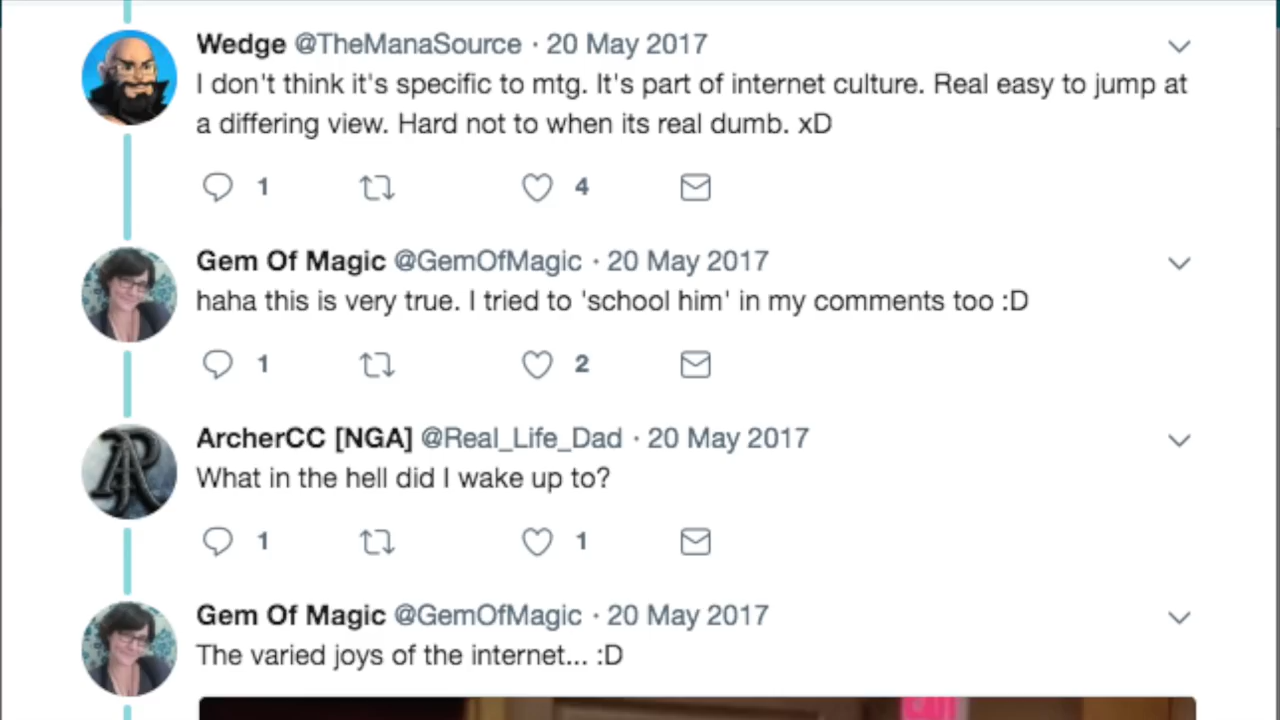 Wedge @TheManaSource · 20 May 2017
I don't think it's specific to mtg. It's part of internet culture. Real easy to jump at
a differing view. Hard not to when its real dumb. xD
1 4
Gem Of Magic @GemOfMagic · 20 May 2017
haha this is very true. I tried to 'school him' in my comments too :D
1 2
ArcherCC [NGA] @Real_Life_Dad · 20 May 2017
What in the hell did I wake up to?
1 1
Gem Of Magic @GemOfMagic · 20 May 2017
The varied joys of the internet... :D